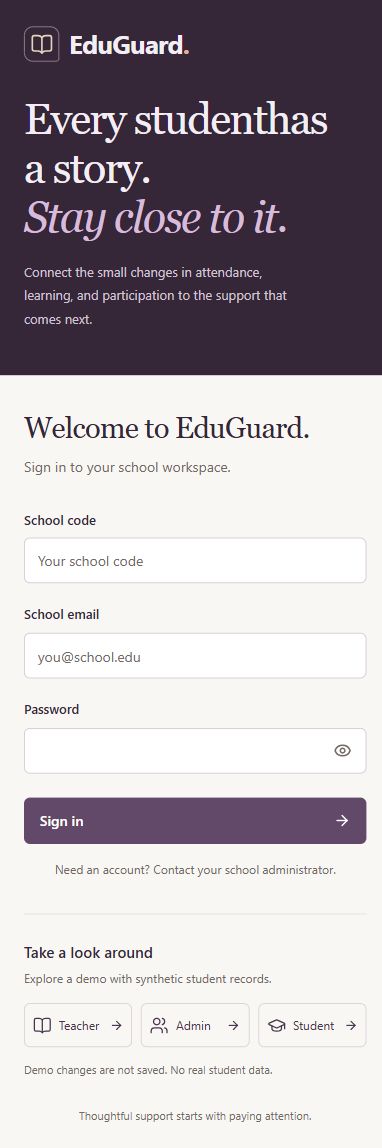 EduGuard.
Every studenthas
a story.
Stay close to it.
Connect the small changes in attendance,
learning, and participation to the support that
comes next.
Welcome to EduGuard.
Sign in to your school workspace.
School code
Your school code
School email
you@school.edu
Password
Sign in
Need an account? Contact your school administrator.
Take a look around
Explore a demo with synthetic student records.
Teacher
Admin
Student
Demo changes are not saved. No real student data.
Thoughtful support starts with paying attention.